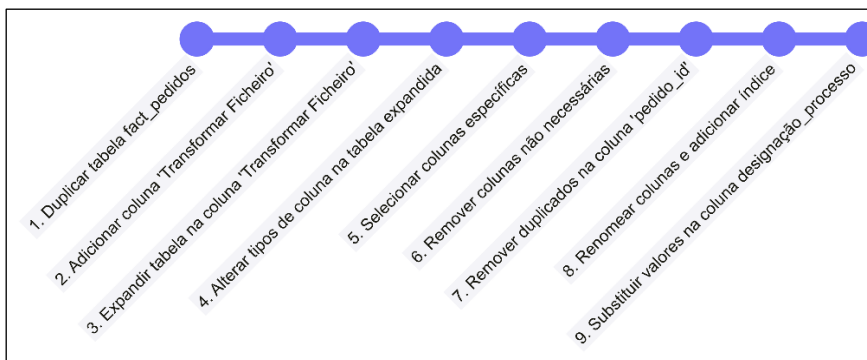 1. Duplicar tabela fact_pedidos
2. Adicionar coluna 'Transformar Ficheiro'
3. Expandir tabela na coluna 'Transformar Ficheiro'
4. Alterar tipos de coluna na tabela expandida
5. Selecionar colunas específicas
6. Remover colunas não necessárias
7. Remover duplicados na coluna 'pedido_id'
8. Renomear colunas e adicionar índice
9. Substituir valores na coluna designação_processo